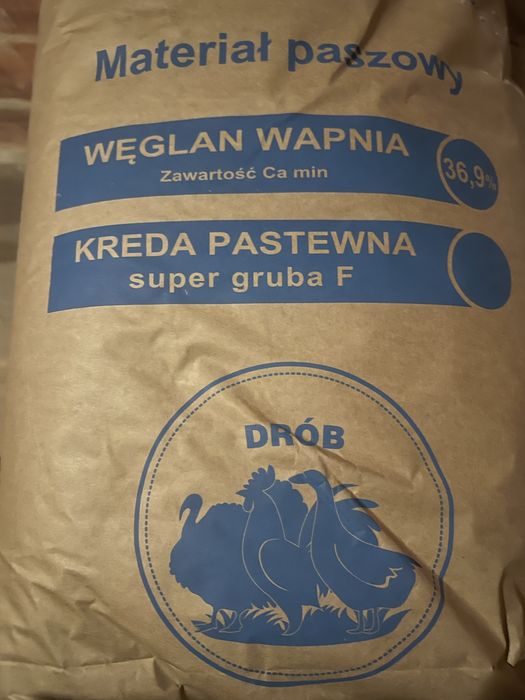 Materiał paszowy
WĘGLAN WAPNIA
Zawartość Ca min
36,9%
KREDA PASTEWNA
super gruba F
DRÓB